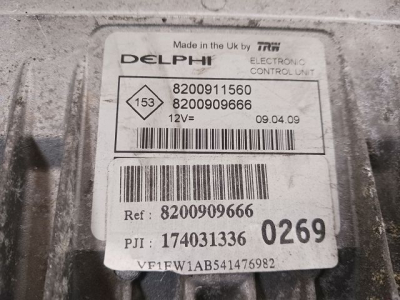 Made in the Uk by TRW
DELPHI
ELECTRONIC
CONTROL UNIT
153
8200911560
8200909666
12V= 09.04.09
Ref : 8200909666
PJI : 174031336 0269
VF1FW1AB541476982